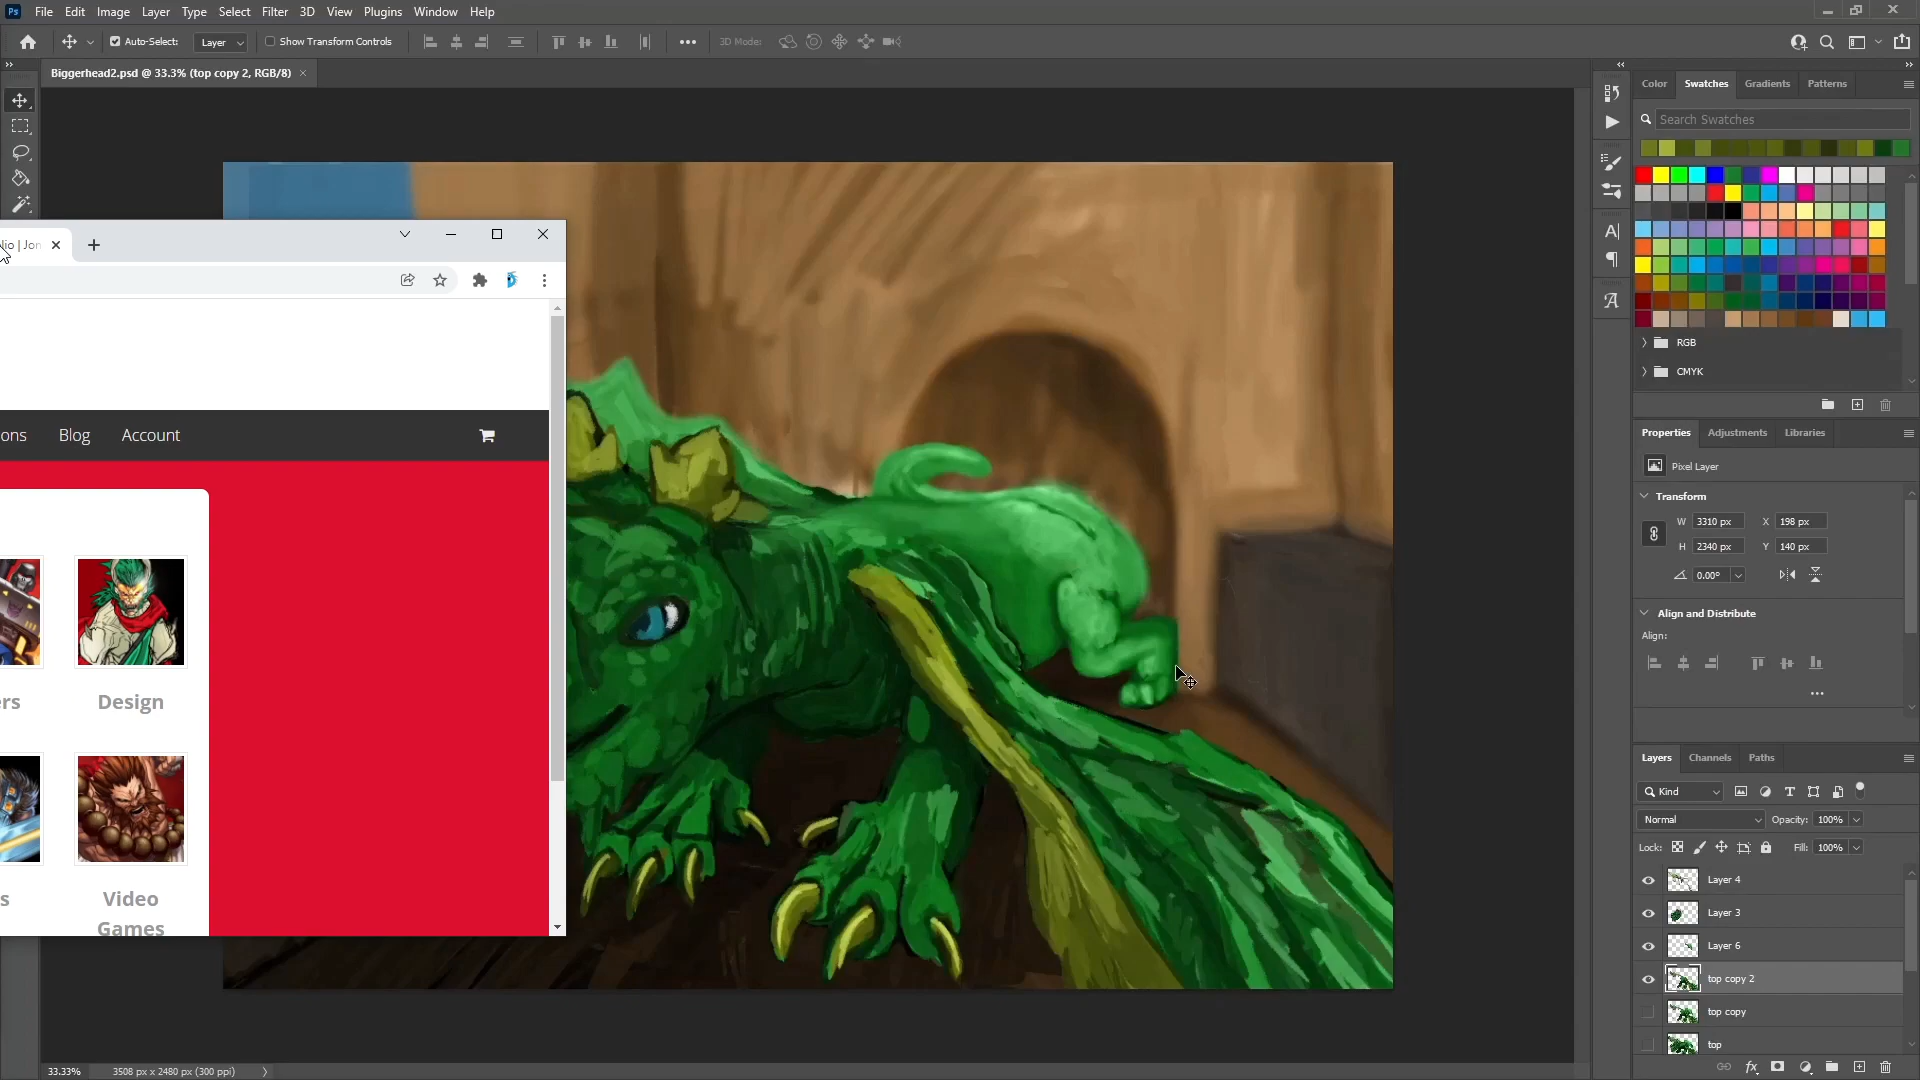 Ps File Edit Image Layer Type Select Filter 3D View Plugins Window Help
Auto-Select: Layer Show Transform Controls 3D Mode:
Biggerhead2.psd @ 33.3% (top copy 2, RGB/8)
Color Swatches Gradients Patterns
Search Swatches
RGB
CMYK
lio | Jon
ons Blog Account
ers Design
s Video
Games
Properties Adjustments Libraries
Pixel Layer
Transform
W 3310 px X 198 px
H 2340 px Y 140 px
0.00°
Align and Distribute
Align:
Layers Channels Paths
Kind
Normal Opacity: 100%
Lock: Fill: 100%
Layer 4
Layer 3
Layer 6
top copy 2
top copy
top
33.33% 3508 px x 2480 px (300 ppi)